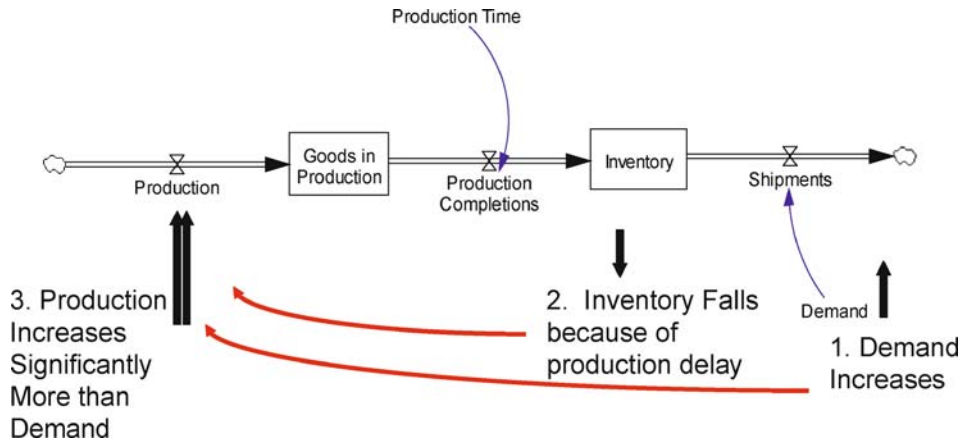 Production Time
Goods in
Production
Inventory
Production
Production
Completions
Shipments
Demand
3. Production
Increases
Significantly
More than
Demand
2. Inventory Falls
because of
production delay
1. Demand
Increases